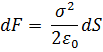 dF = σ²/2ε₀ dS